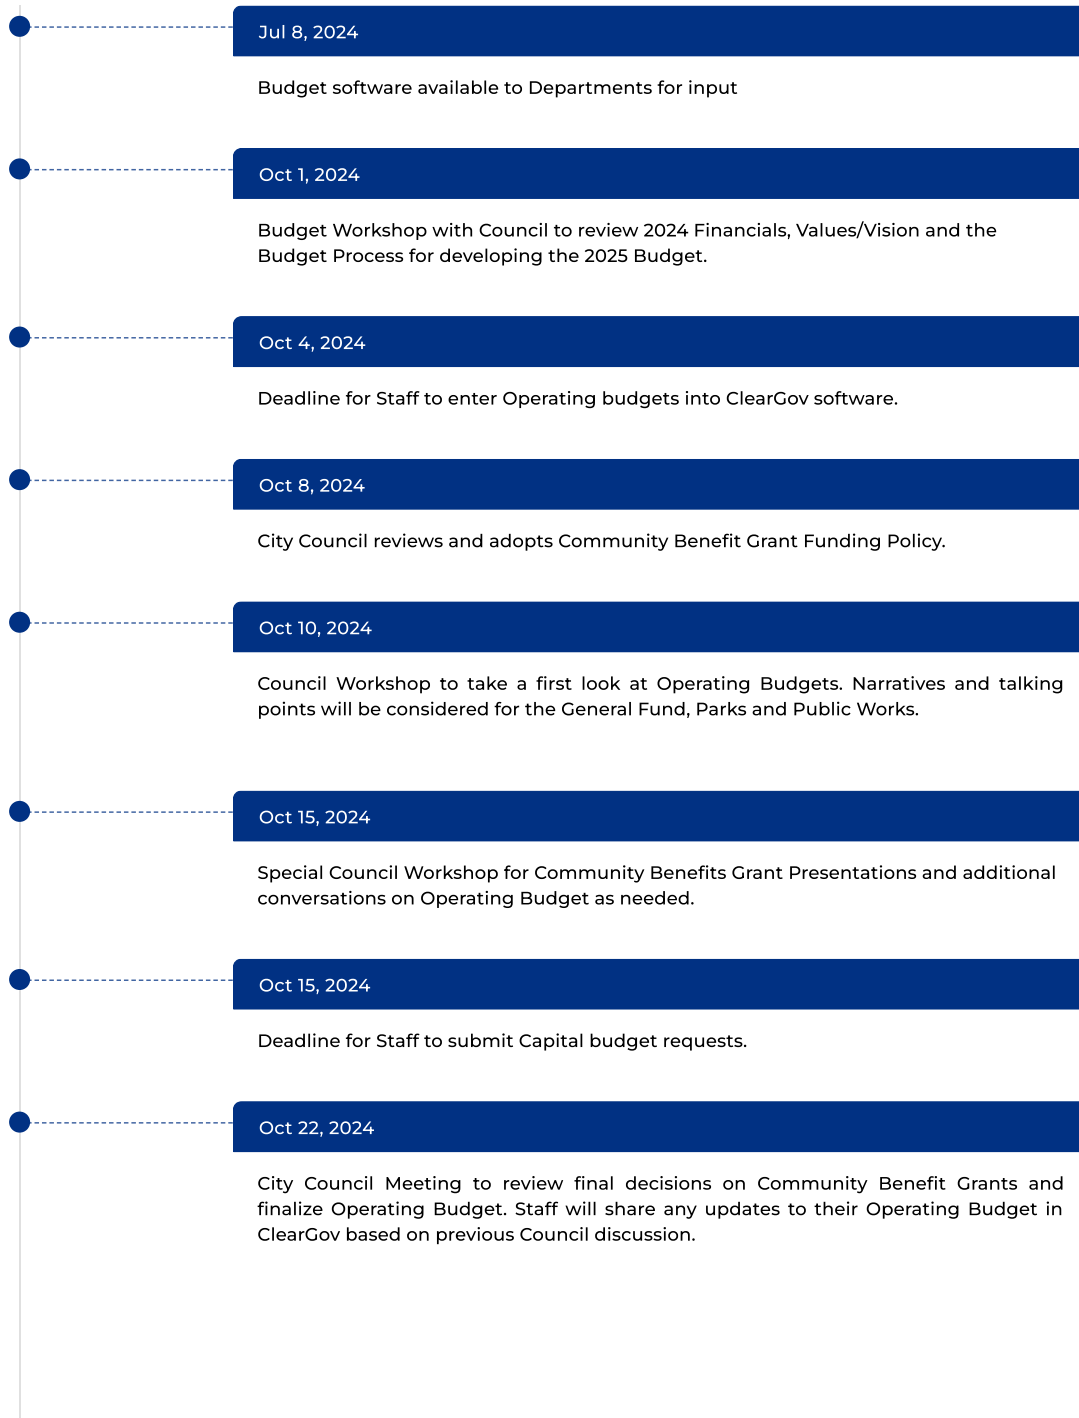 Jul 8, 2024
Budget software available to Departments for input
Oct 1, 2024
Budget Workshop with Council to review 2024 Financials, Values/Vision and the
Budget Process for developing the 2025 Budget.
Oct 4, 2024
Deadline for Staff to enter Operating budgets into ClearGov software.
Oct 8, 2024
City Council reviews and adopts Community Benefit Grant Funding Policy.
Oct 10, 2024
Council Workshop to take a first look at Operating Budgets. Narratives and talking
points will be considered for the General Fund, Parks and Public Works.
Oct 15, 2024
Special Council Workshop for Community Benefits Grant Presentations and additional
conversations on Operating Budget as needed.
Oct 15, 2024
Deadline for Staff to submit Capital budget requests.
Oct 22, 2024
City Council Meeting to review final decisions on Community Benefit Grants and
finalize Operating Budget. Staff will share any updates to their Operating Budget in
ClearGov based on previous Council discussion.